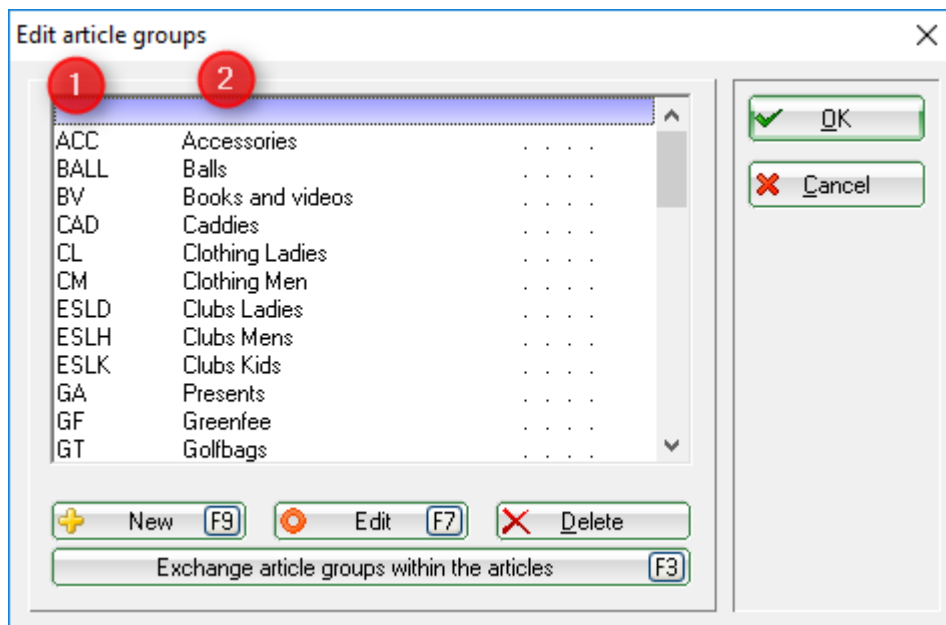 Edit article groups
1 2
ACC Accessories . . . .
BALL Balls . . . .
BV Books and videos . . . .
CAD Caddies . . . .
CL Clothing Ladies . . . .
CM Clothing Men . . . .
ESLD Clubs Ladies . . . .
ESLH Clubs Mens . . . .
ESLK Clubs Kids . . . .
GA Presents . . . .
GF Greenfee . . . .
GT Golfbags . . . .
New F9 Edit F7 Delete
Exchange article groups within the articles F3
OK
Cancel